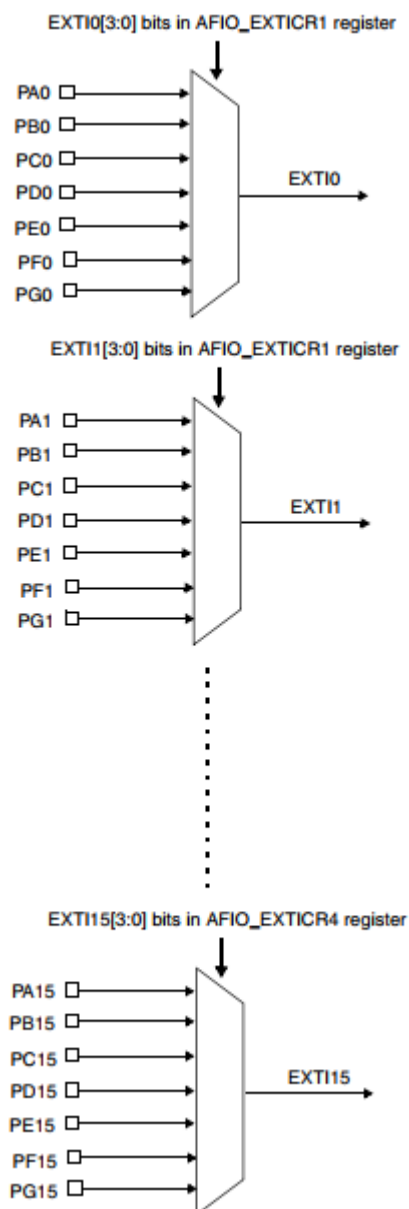 EXTI0[3:0] bits in AFIO_EXTICR1 register
PA0
PB0
PC0
PD0
EXTI0
PE0
PF0
PG0
EXTI1[3:0] bits in AFIO_EXTICR1 register
PA1
PB1
PC1
PD1
EXTI1
PE1
PF1
PG1
EXTI15[3:0] bits in AFIO_EXTICR4 register
PA15
PB15
PC15
PD15
EXTI15
PE15
PF15
PG15